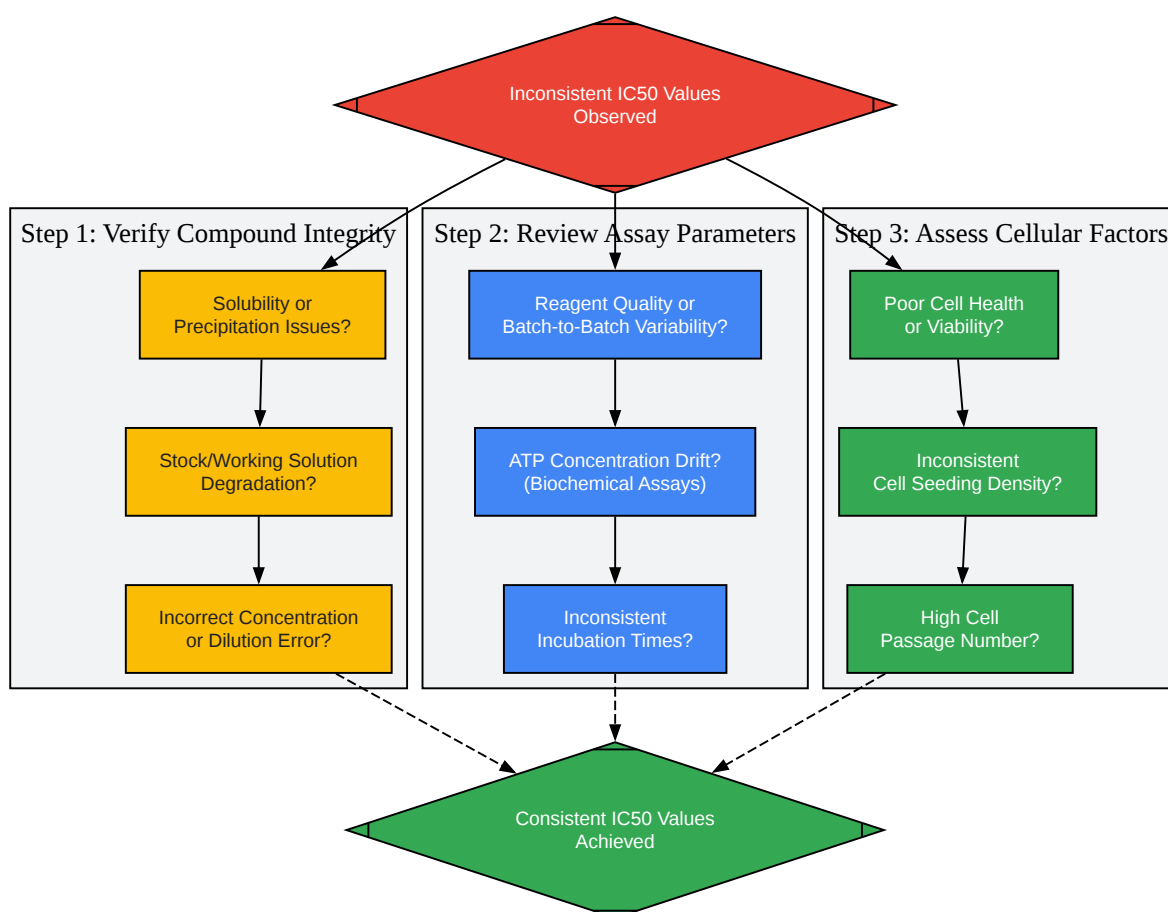 Inconsistent IC50 Values
Observed
Step 1: Verify Compound Integrity
Solubility or
Precipitation Issues?
Stock/Working Solution
Degradation?
Incorrect Concentration
or Dilution Error?
Step 2: Review Assay Parameters
Reagent Quality or
Batch-to-Batch Variability?
ATP Concentration Drift?
(Biochemical Assays)
Inconsistent
Incubation Times?
Step 3: Assess Cellular Factors
Poor Cell Health
or Viability?
Inconsistent
Cell Seeding Density?
High Cell
Passage Number?
Consistent IC50 Values
Achieved